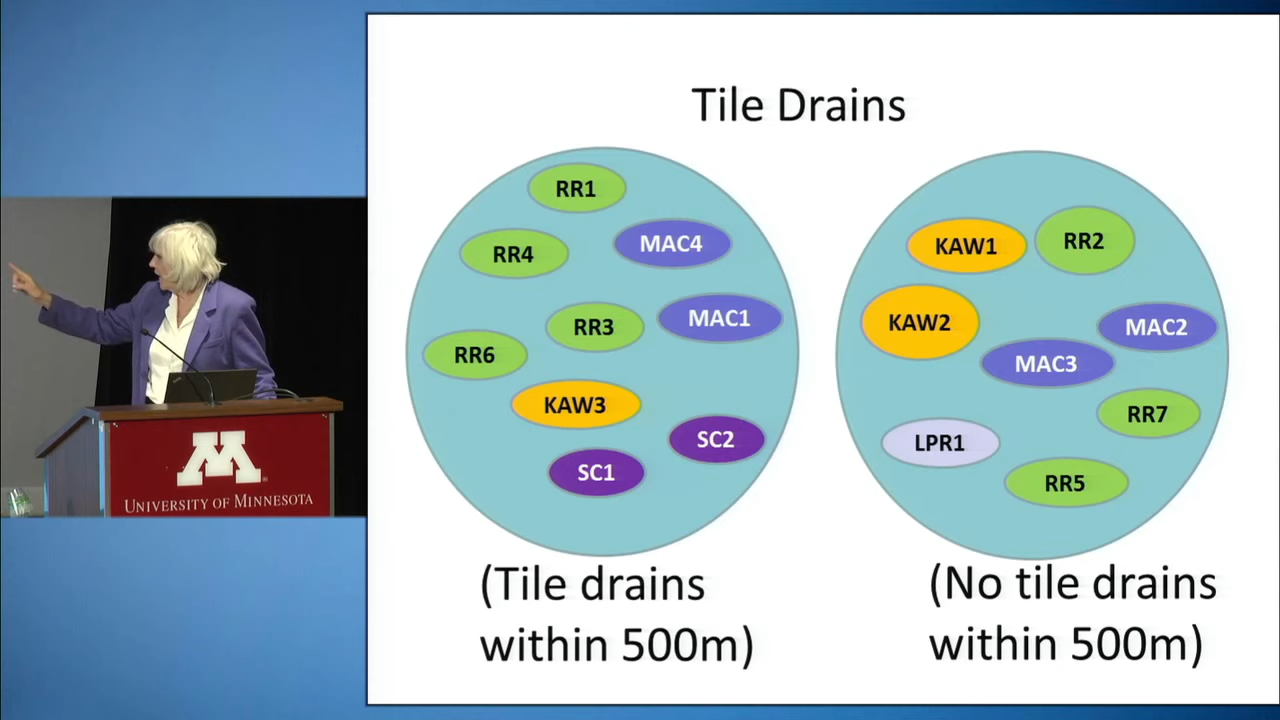 Tile Drains
RR1
RR4
MAC4
RR3
MAC1
RR6
KAW3
SC2
SC1
(Tile drains
within 500m)
KAW1
RR2
KAW2
MAC2
MAC3
RR7
LPR1
RR5
(No tile drains
within 500m)
M
UNIVERSITY OF MINNESOTA